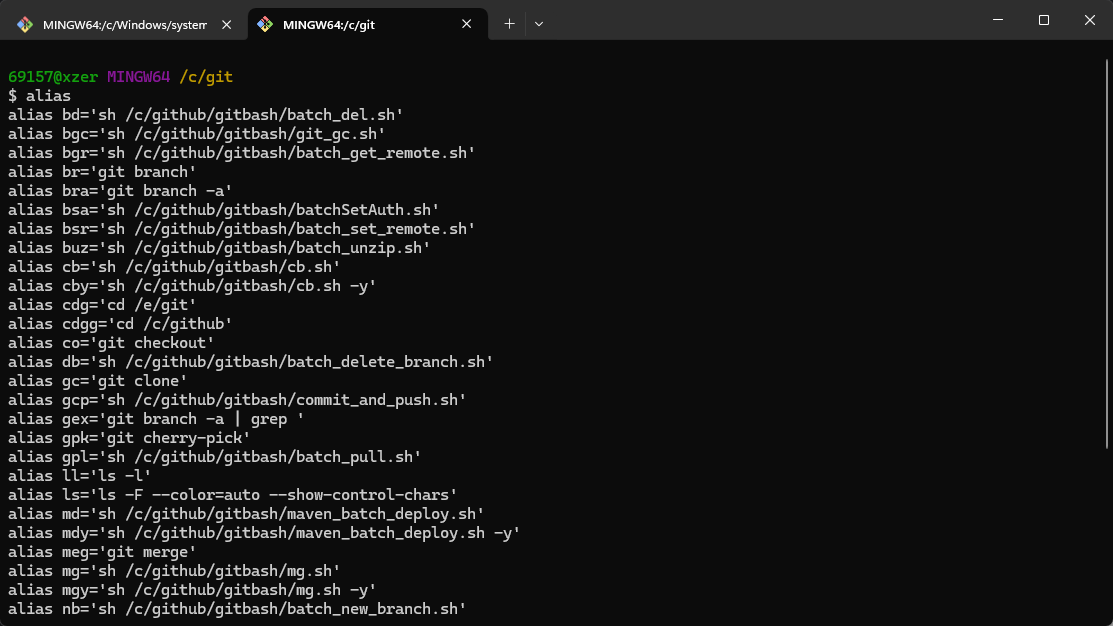 MINGW64:/c/Windows/system
MINGW64:/c/git
69157@xzer MINGW64 /c/git
$ alias
alias bd='sh /c/github/gitbash/batch_del.sh'
alias bgc='sh /c/github/gitbash/git_gc.sh'
alias bgr='sh /c/github/gitbash/batch_get_remote.sh'
alias br='git branch'
alias bra='git branch -a'
alias bsa='sh /c/github/gitbash/batchSetAuth.sh'
alias bsr='sh /c/github/gitbash/batch_set_remote.sh'
alias buz='sh /c/github/gitbash/batch_unzip.sh'
alias cb='sh /c/github/gitbash/cb.sh'
alias cby='sh /c/github/gitbash/cb.sh -y'
alias cdg='cd /e/git'
alias cdgg='cd /c/github'
alias co='git checkout'
alias db='sh /c/github/gitbash/batch_delete_branch.sh'
alias gc='git clone'
alias gcp='sh /c/github/gitbash/commit_and_push.sh'
alias gex='git branch -a | grep '
alias gpk='git cherry-pick'
alias gpl='sh /c/github/gitbash/batch_pull.sh'
alias ll='ls -l'
alias ls='ls -F --color=auto --show-control-chars'
alias md='sh /c/github/gitbash/maven_batch_deploy.sh'
alias mdy='sh /c/github/gitbash/maven_batch_deploy.sh -y'
alias meg='git merge'
alias mg='sh /c/github/gitbash/mg.sh'
alias mgy='sh /c/github/gitbash/mg.sh -y'
alias nb='sh /c/github/gitbash/batch_new_branch.sh'